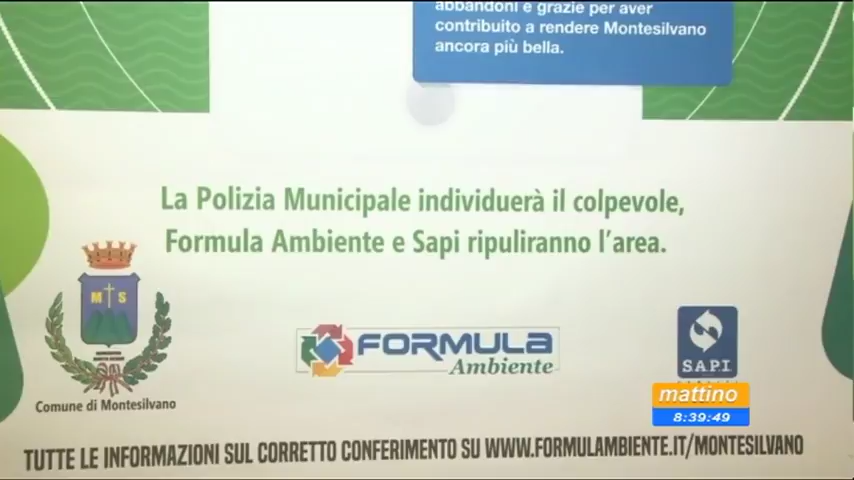 abbandoni e grazie per aver
contribuito a rendere Montesilvano
ancora più bella.
La Polizia Municipale individuerà il colpevole,
Formula Ambiente e Sapi ripuliranno l'area.
M S
Comune di Montesilvano
FORMULA
Ambiente
S.A.P.I.
mattino
8:39:49
TUTTE LE INFORMAZIONI SUL CORRETTO CONFERIMENTO SU WWW.FORMULAMBIENTE.IT/MONTESILVANO